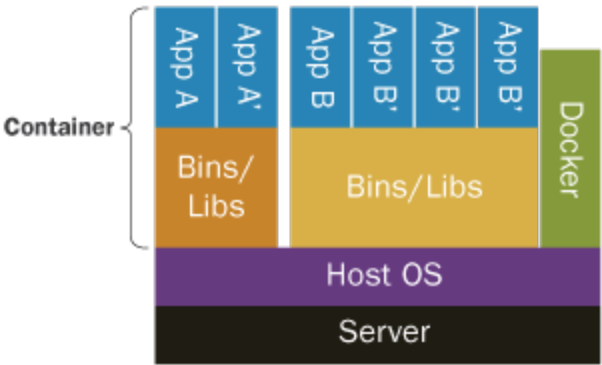 Container
App A
App A'
App B
App B'
App B'
App B'
Docker
Bins/
Libs
Bins/Libs
Host OS
Server